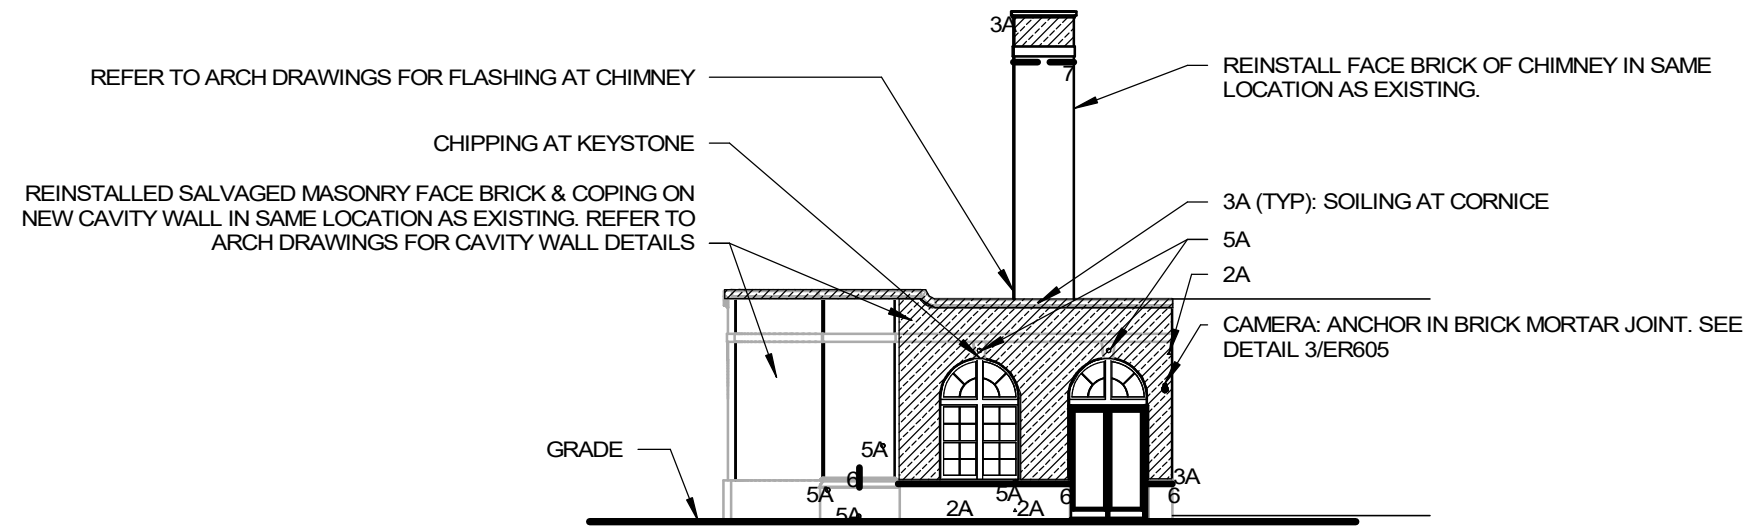 3A
REFER TO ARCH DRAWINGS FOR FLASHING AT CHIMNEY
7
REINSTALL FACE BRICK OF CHIMNEY IN SAME
LOCATION AS EXISTING.
CHIPPING AT KEYSTONE
REINSTALLED SALVAGED MASONRY FACE BRICK & COPING ON
NEW CAVITY WALL IN SAME LOCATION AS EXISTING. REFER TO
ARCH DRAWINGS FOR CAVITY WALL DETAILS
3A (TYP): SOILING AT CORNICE
5A
2A
CAMERA: ANCHOR IN BRICK MORTAR JOINT. SEE
DETAIL 3/ER605
GRADE
5A
6
5A
5A
2A
5A
2A
6
3A
6